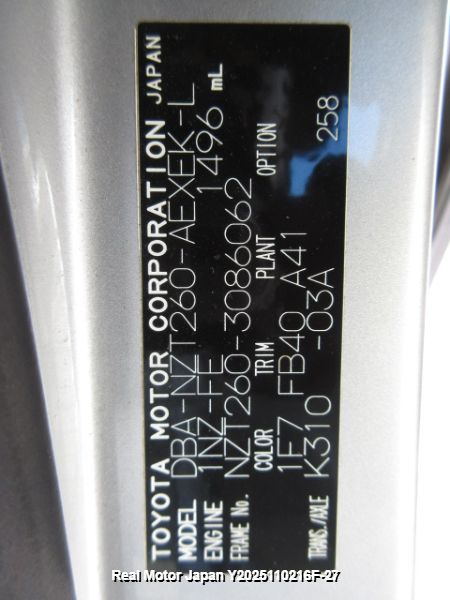 TOYOTA MOTOR CORPORATION JAPAN
MODEL DBA-NZT260-AEXEK-L
ENGINE 1NZ-FE 1496 mL
FRAME No. NZT260-3086062
COLOR TRIM PLANT OPTION
1F7 FB40 A41 258
TRANS./AXLE K310 -03A
Real Motor Japan Y2025110216F-27